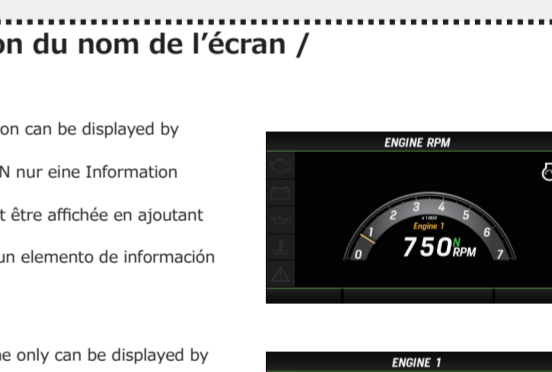 on du nom de l'écran /
on can be displayed by
N nur eine Information
t être affichée en ajoutant
un elemento de información
ENGINE RPM
0 1 2 3 4 5 6 7
x 1000
Engine 1
750 N RPM
e only can be displayed by
ENGINE 1